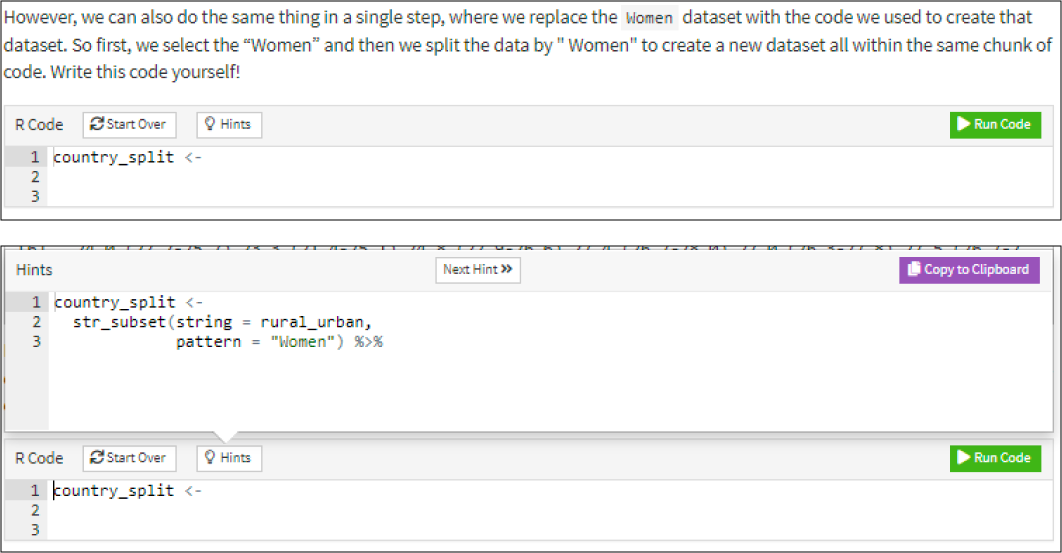 However, we can also do the same thing in a single step, where we replace the Women dataset with the code we used to create that
dataset. So first, we select the “Women” and then we split the data by " Women" to create a new dataset all within the same chunk of
code. Write this code yourself!
R Code Start Over Hints Run Code
1 country_split <-
2
3
Hints Next Hint Copy to Clipboard
1 country_split <-
2 str_subset(string = rural_urban,
3 pattern = "Women") %>%
R Code Start Over Hints Run Code
1 country_split <-
2
3